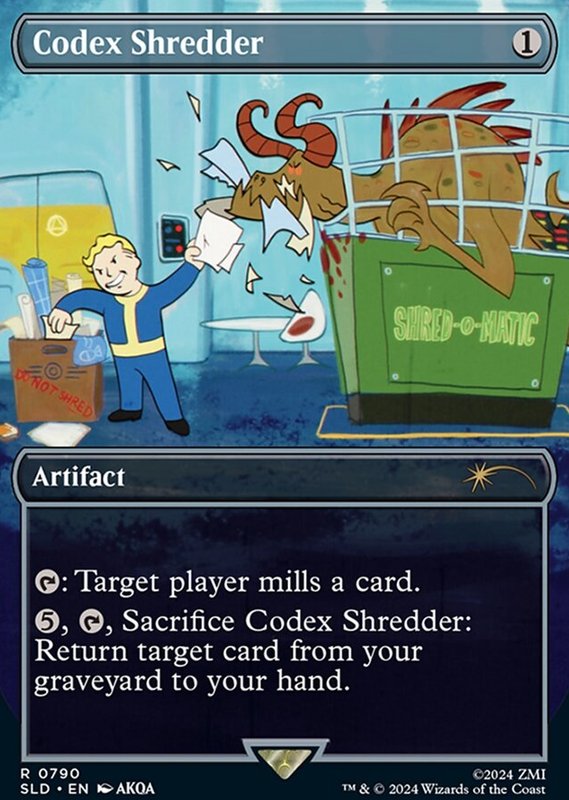 Codex Shredder 1
SHRED-O-MATIC
DO NOT SHRED
Artifact
: Target player mills a card.
5, , Sacrifice Codex Shredder:
Return target card from your
graveyard to your hand.
R 0790
SLD • EN AKQA
©2024 ZMI
™ & © 2024 Wizards of the Coast